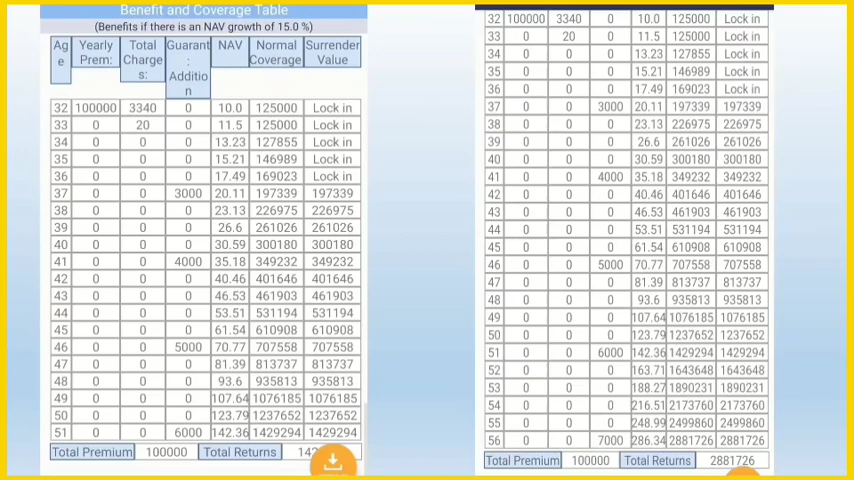 Benefit and Coverage Table
(Benefits if there is an NAV growth of 15.0 %)
Ag e Yearly Prem: Total Charge s: Guarant : Additio n NAV Normal Coverage Surrender Value
32 100000 3340 0 10.0 125000 Lock in
33 0 20 0 11.5 125000 Lock in
34 0 0 0 13.23 127855 Lock in
35 0 0 0 15.21 146989 Lock in
36 0 0 0 17.49 169023 Lock in
37 0 0 3000 20.11 197339 197339
38 0 0 0 23.13 226975 226975
39 0 0 0 26.6 261026 261026
40 0 0 0 30.59 300180 300180
41 0 0 4000 35.18 349232 349232
42 0 0 0 40.46 401646 401646
43 0 0 0 46.53 461903 461903
44 0 0 0 53.51 531194 531194
45 0 0 0 61.54 610908 610908
46 0 0 5000 70.77 707558 707558
47 0 0 0 81.39 813737 813737
48 0 0 0 93.6 935813 935813
49 0 0 0 107.64 1076185 1076185
50 0 0 0 123.79 1237652 1237652
51 0 0 6000 142.36 1429294 1429294
Total Premium 100000 Total Returns
32 100000 3340 0 10.0 125000 Lock in
33 0 20 0 11.5 125000 Lock in
34 0 0 0 13.23 127855 Lock in
35 0 0 0 15.21 146989 Lock in
36 0 0 0 17.49 169023 Lock in
37 0 0 3000 20.11 197339 197339
38 0 0 0 23.13 226975 226975
39 0 0 0 26.6 261026 261026
40 0 0 0 30.59 300180 300180
41 0 0 4000 35.18 349232 349232
42 0 0 0 40.46 401646 401646
43 0 0 0 46.53 461903 461903
44 0 0 0 53.51 531194 531194
45 0 0 0 61.54 610908 610908
46 0 0 5000 70.77 707558 707558
47 0 0 0 81.39 813737 813737
48 0 0 0 93.6 935813 935813
49 0 0 0 107.64 1076185 1076185
50 0 0 0 123.79 1237652 1237652
51 0 0 6000 142.36 1429294 1429294
52 0 0 0 163.71 1643648 1643648
53 0 0 0 188.27 1890231 1890231
54 0 0 0 216.51 2173760 2173760
55 0 0 0 248.99 2499860 2499860
56 0 0 7000 286.34 2881726 2881726
Total Premium 100000 Total Returns 2881726